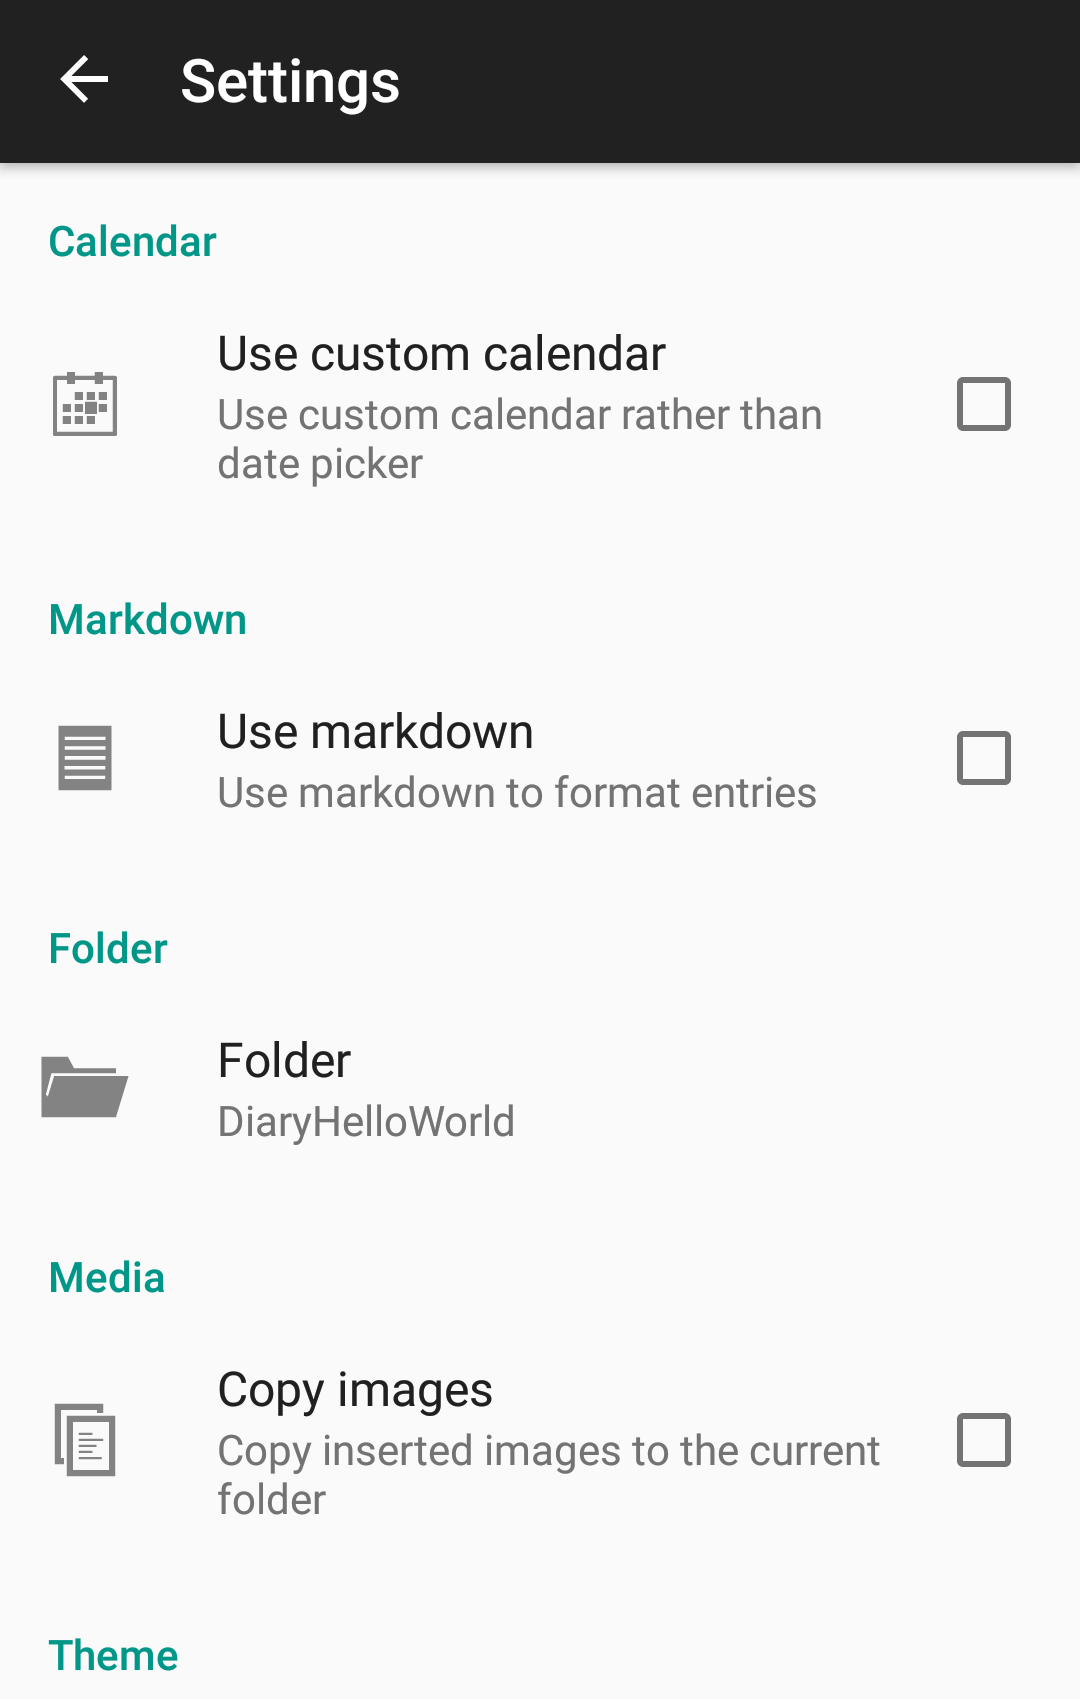 Settings
Calendar
Use custom calendar
Use custom calendar rather than
date picker
Markdown
Use markdown
Use markdown to format entries
Folder
Folder
DiaryHelloWorld
Media
Copy images
Copy inserted images to the current
folder
Theme